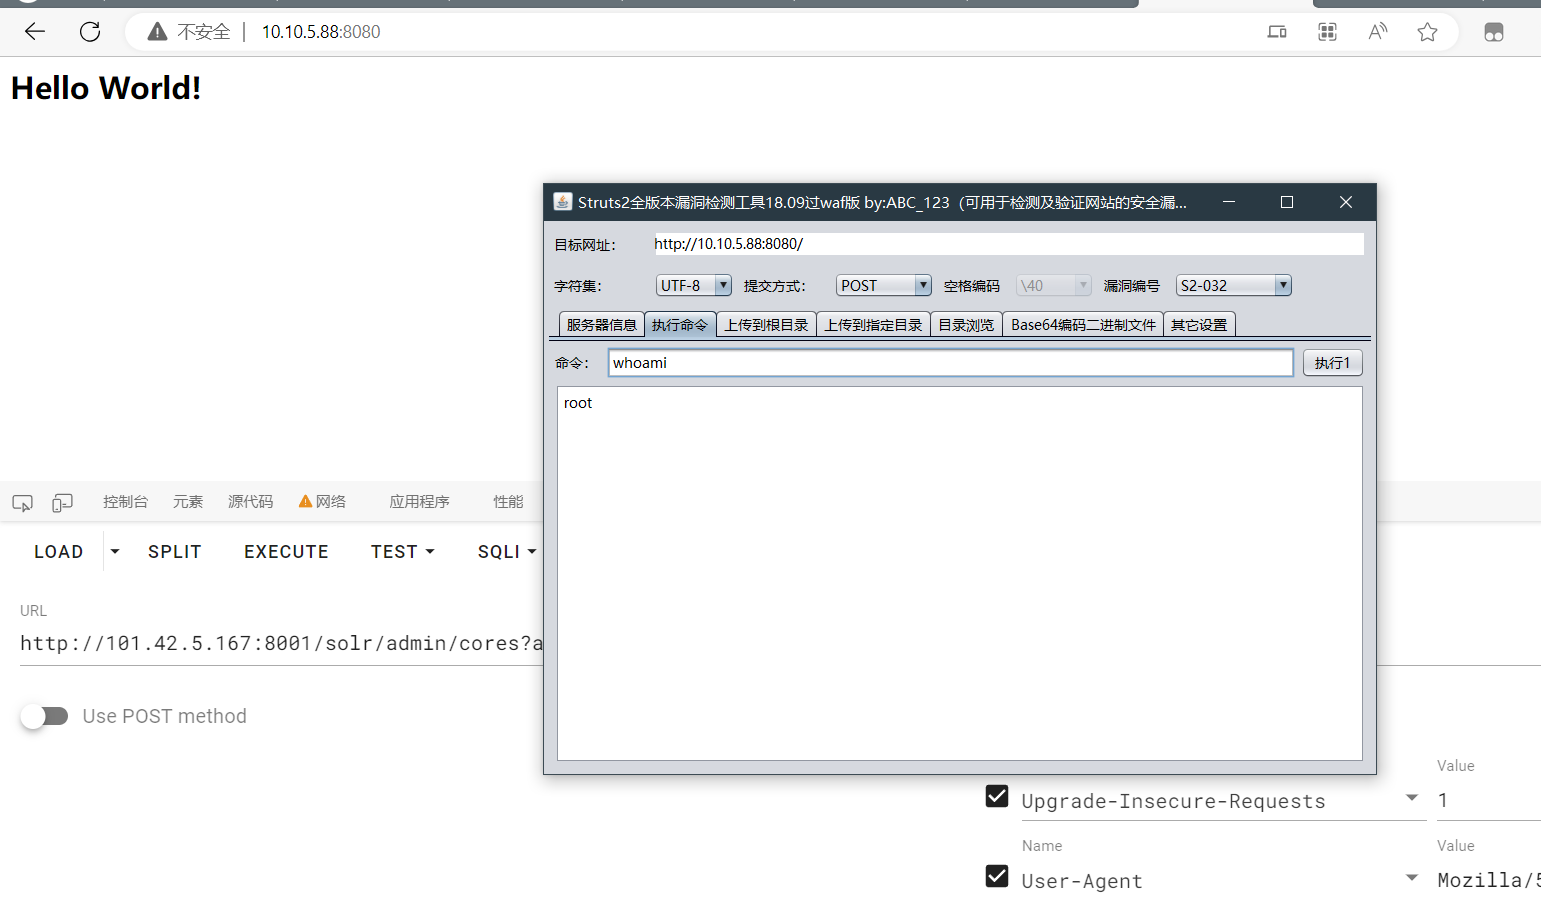 不安全 | 10.10.5.88:8080
Hello World!
Struts2全版本漏洞检测工具18.09过waf版 by:ABC_123（可用于检测及验证网站的安全漏...
目标网址： http://10.10.5.88:8080/
字符集： UTF-8 提交方式： POST 空格编码 \40 漏洞编号 S2-032
服务器信息 执行命令 上传到根目录 上传到指定目录 目录浏览 Base64编码二进制文件 其它设置
命令： whoami 执行1
root
控制台 元素 源代码 网络 应用程序 性能
LOAD SPLIT EXECUTE TEST SQLI
URL
http://101.42.5.167:8001/solr/admin/cores?a
Use POST method
Value
Upgrade-Insecure-Requests 1
Name Value
User-Agent Mozilla/5